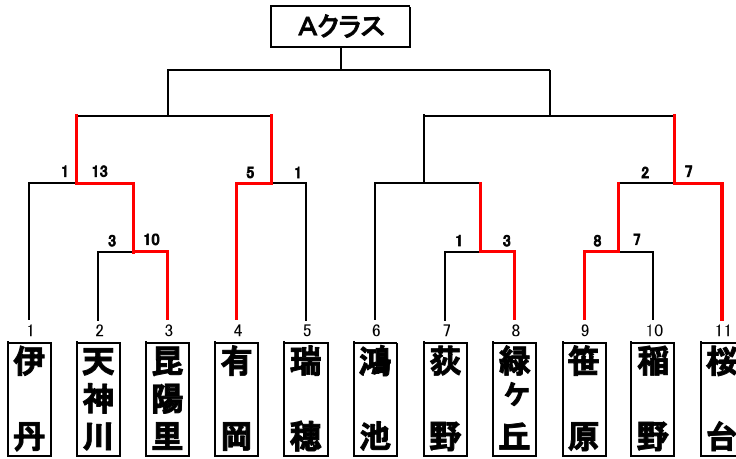 Aクラス
1 13 5 1 2 7
3 10 1 3 8 7
1 2 3 4 5 6 7 8 9 10 11
伊丹 天神川 昆陽里 有岡 瑞穂 鴻池 荻野 緑ヶ丘 笹原 稲野 桜台